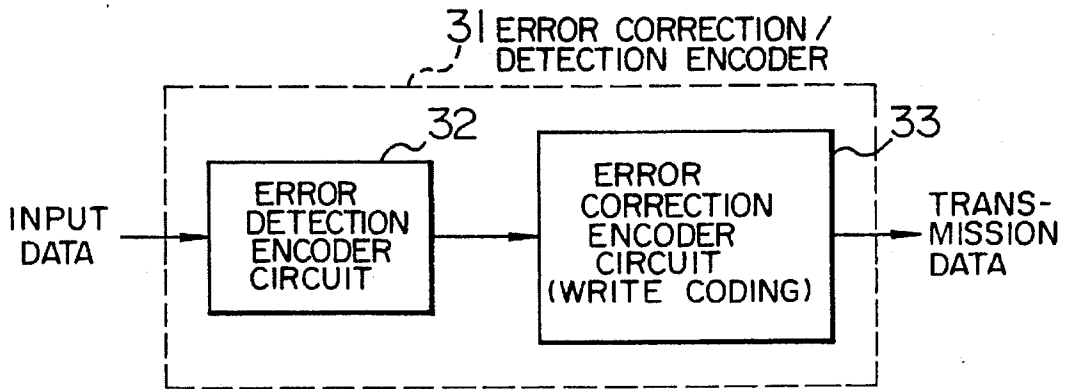 31 ERROR CORRECTION/
DETECTION ENCODER
32
33
INPUT
DATA
ERROR
DETECTION
ENCODER
CIRCUIT
ERROR
CORRECTION
ENCODER
CIRCUIT
(WRITE CODING)
TRANS-
MISSION
DATA